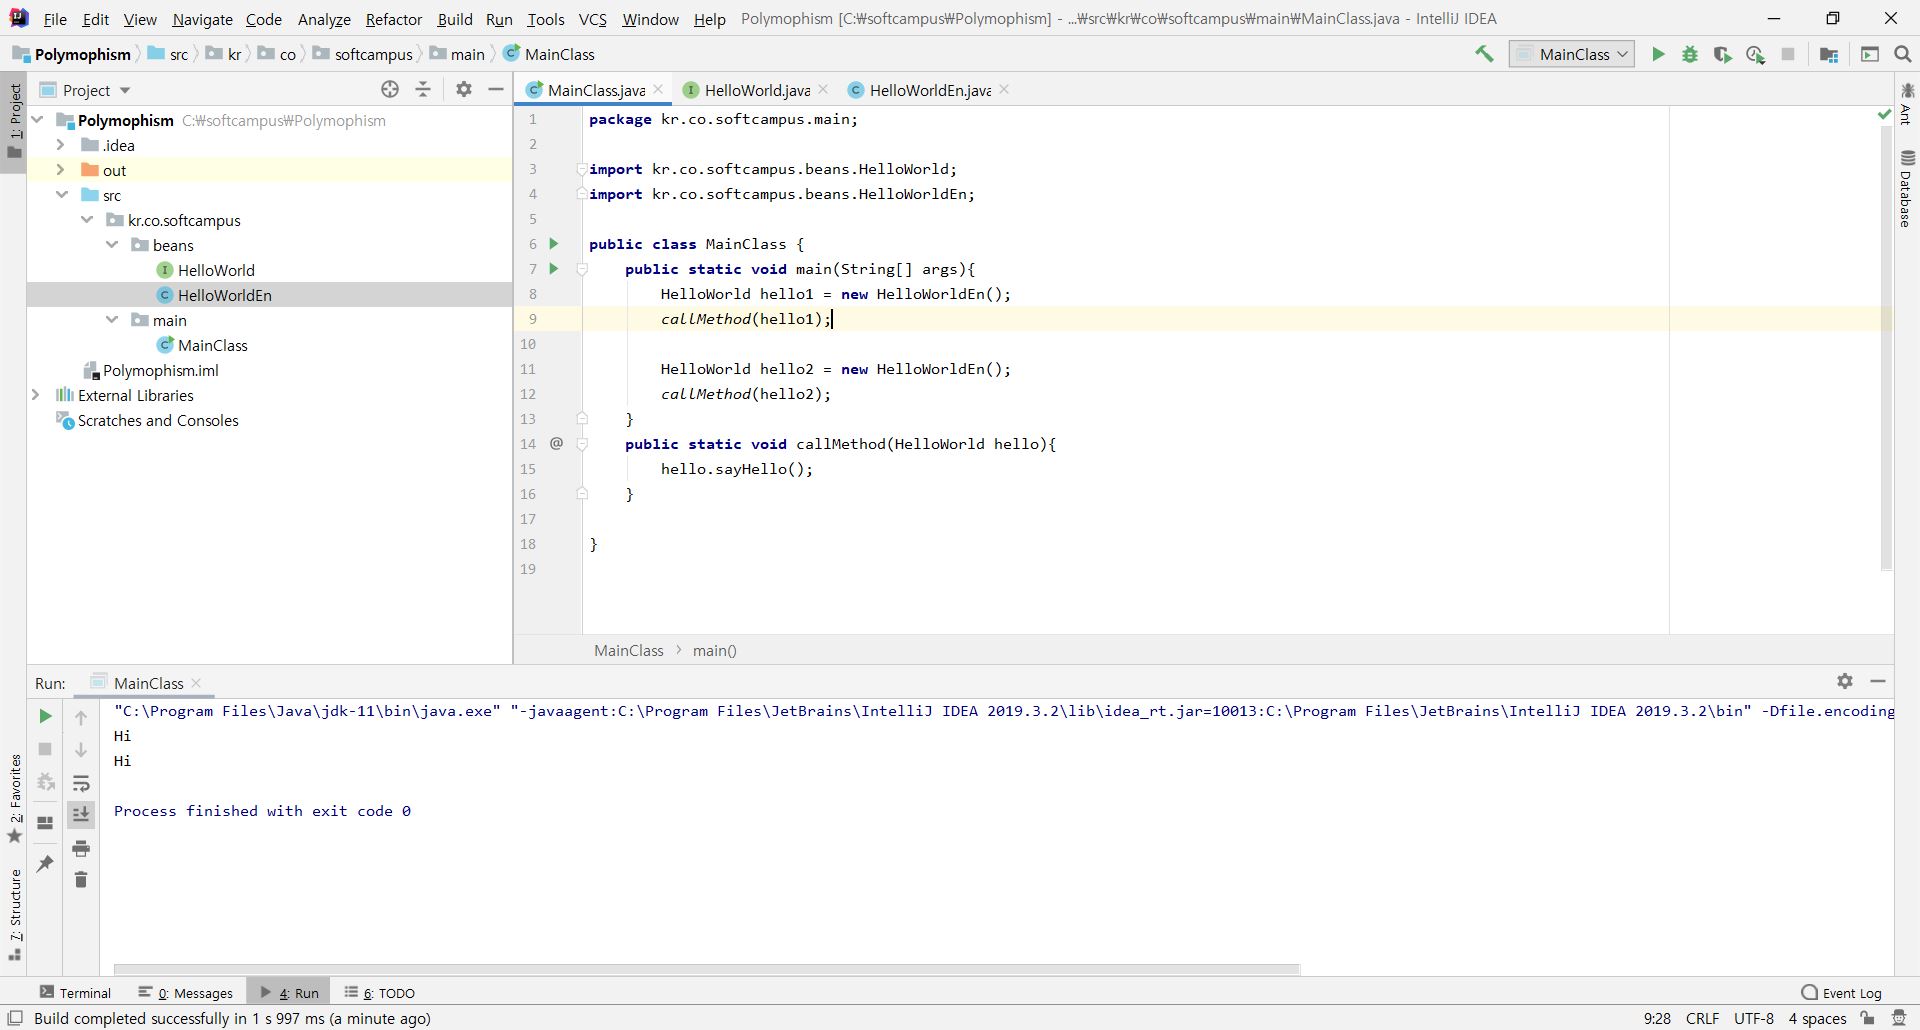 File Edit View Navigate Code Analyze Refactor Build Run Tools VCS Window Help Polymophism [C:₩softcampus₩Polymophism] - ...₩src₩kr₩co₩softcampus₩main₩MainClass.java - IntelliJ IDEA
Polymophism src kr co softcampus main MainClass MainClass
1: Project
Project
MainClass.java HelloWorld.java HelloWorldEn.java
Ant
Database
Polymophism C:₩softcampus₩Polymophism
.idea
out
src
kr.co.softcampus
beans
HelloWorld
HelloWorldEn
main
MainClass
Polymophism.iml
External Libraries
Scratches and Consoles
1 package kr.co.softcampus.main;
2
3 import kr.co.softcampus.beans.HelloWorld;
4 import kr.co.softcampus.beans.HelloWorldEn;
5
6 public class MainClass {
7 public static void main(String[] args){
8 HelloWorld hello1 = new HelloWorldEn();
9 callMethod(hello1);
10
11 HelloWorld hello2 = new HelloWorldEn();
12 callMethod(hello2);
13 }
14 @ public static void callMethod(HelloWorld hello){
15 hello.sayHello();
16 }
17
18 }
19
MainClass > main()
Run: MainClass
"C:\Program Files\Java\jdk-11\bin\java.exe" "-javaagent:C:\Program Files\JetBrains\IntelliJ IDEA 2019.3.2\lib\idea_rt.jar=10013:C:\Program Files\JetBrains\IntelliJ IDEA 2019.3.2\bin" -Dfile.encoding
Hi
Hi
Process finished with exit code 0
2: Favorites
7: Structure
Terminal 0: Messages 4: Run 6: TODO Event Log
Build completed successfully in 1 s 997 ms (a minute ago) 9:28 CRLF UTF-8 4 spaces